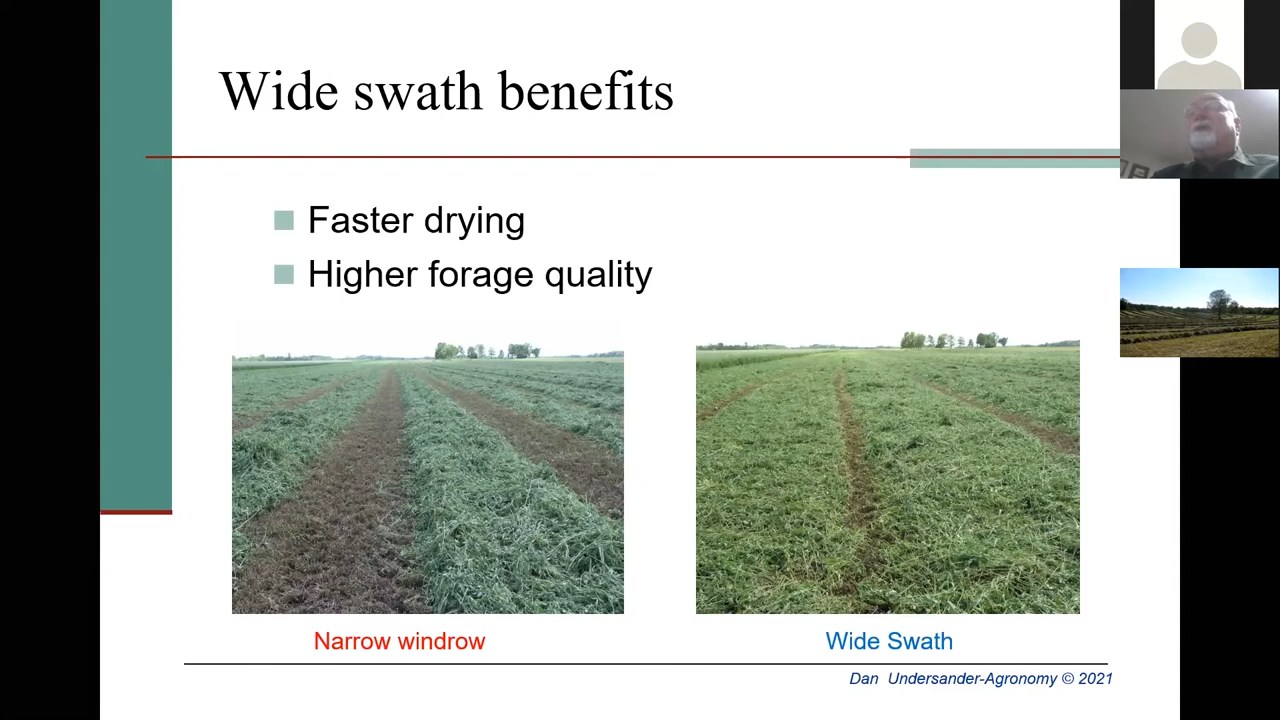 Wide swath benefits
Faster drying
Higher forage quality
Narrow windrow
Wide Swath
Dan Undersander-Agronomy © 2021